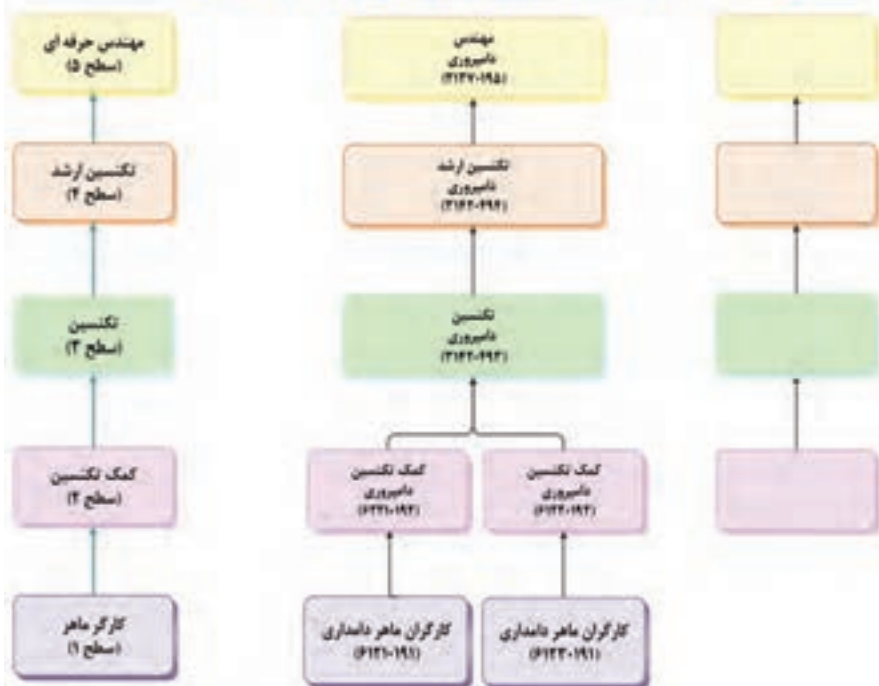 مهندس حرفه ای
(سطح ۵)
تکنسین ارشد
(سطح ۴)
تکنسین
(سطح ۳)
کمک تکنسین
(سطح ۲)
کارگر ماهر
(سطح ۱)
مهندس
دامپروری
تکنسین ارشد
دامپروری
تکنسین
دامپروری
کمک تکنسین
دامپروری
کمک تکنسین
دامپروری
کارگران ماهر دامداری
(۶۱۲۱-۱۹۱)
کارگران ماهر دامداری